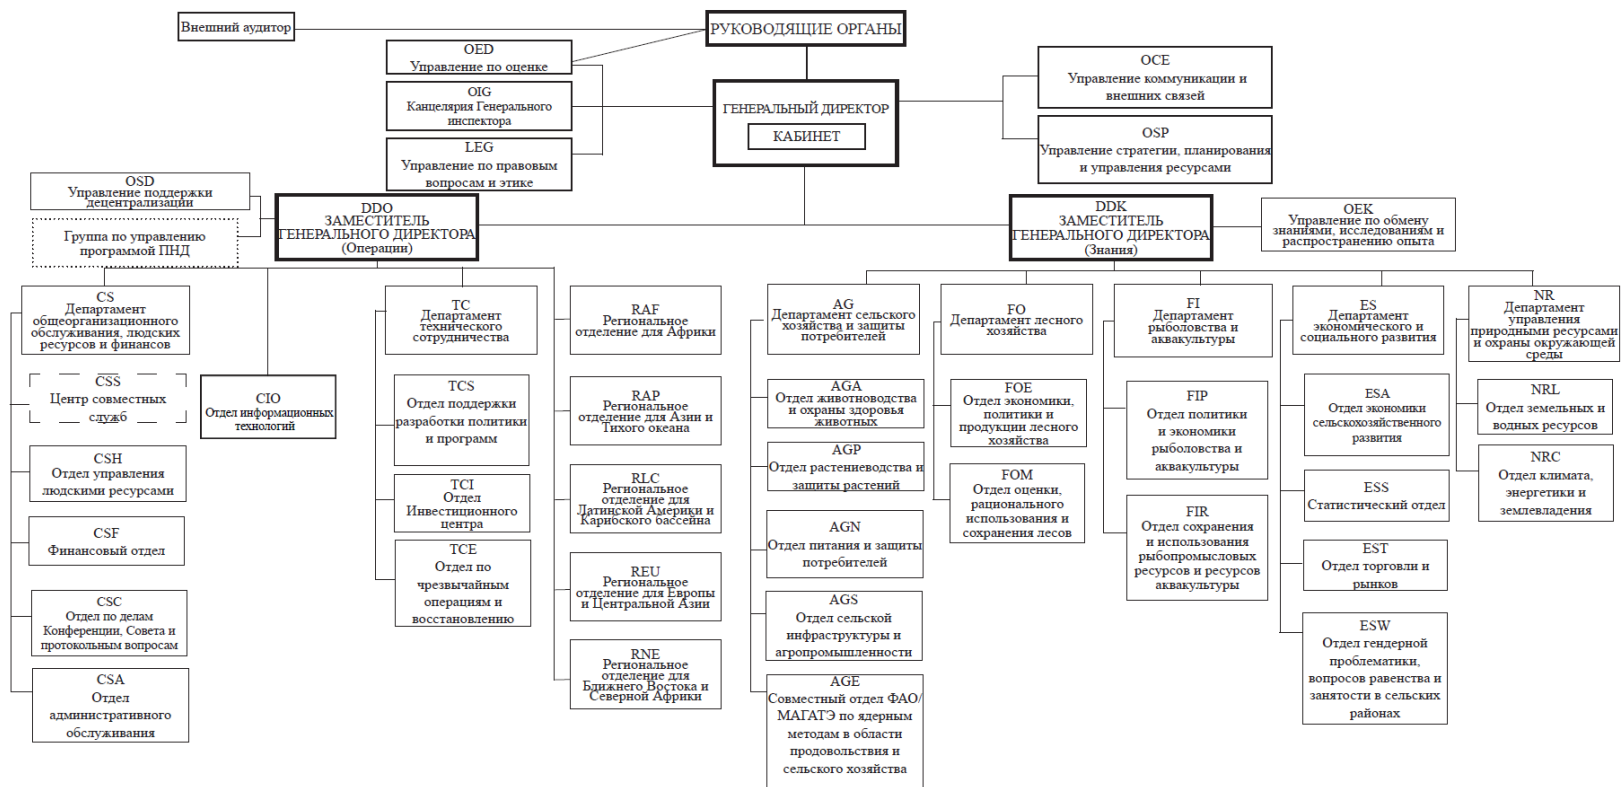 Внешний аудитор
РУКОВОДЯЩИЕ ОРГАНЫ
OED
Управление по оценке
OIG
Канцелярия Генерального
инспектора
LEG
Управление по правовым
вопросам и этике
ГЕНЕРАЛЬНЫЙ ДИРЕКТОР
КАБИНЕТ
OCE
Управление коммуникации и
внешних связей
OSP
Управление стратегии, планирования
и управления ресурсами
OSD
Управление поддержки
децентрализации
Группа по управлению
программой ПНД
DDO
ЗАМЕСТИТЕЛЬ
ГЕНЕРАЛЬНОГО ДИРЕКТОРА
(Операции)
DDK
ЗАМЕСТИТЕЛЬ
ГЕНЕРАЛЬНОГО ДИРЕКТОРА
(Знания)
OEK
Управление по обмену
знаниями, исследованиям и
распространению опыта
CS
Департамент
общеорганизационного
обслуживания, людских
ресурсов и финансов
CSS
Центр совместных
служб
CSH
Отдел управления
людскими ресурсами
CSF
Финансовый отдел
CSC
Отдел по делам
Конференции, Совета и
протокольным вопросам
CSA
Отдел
административного
обслуживания
CIO
Отдел информационных
технологий
TC
Департамент
технического
сотрудничества
TCS
Отдел поддержки
разработки политики
и программ
TCI
Отдел
Инвестиционного
центра
TCE
Отдел по
чрезвычайным
операциям и
восстановлению
RAF
Региональное
отделение для Африки
RAP
Региональное
отделение для Азии и
Тихого океана
RLC
Региональное
отделение для
Латинской Америки и
Карибского бассейна
REU
Региональное
отделение для Европы
и Центральной Азии
RNE
Региональное
отделение для
Ближнего Востока и
Северной Африки
AG
Департамент сельского
хозяйства и защиты
потребителей
AGA
Отдел животноводства
и охраны здоровья
животных
AGP
Отдел растениеводства и
защиты растений
AGN
Отдел питания и защиты
потребителей
AGS
Отдел сельской
инфраструктуры и
агропромышленности
AGE
Совместный отдел ФАО/
МАГАТЭ по ядерным
методам в области
продовольствия и
сельского хозяйства
FO
Департамент лесного
хозяйства
FOE
Отдел экономики,
политики и
продукции лесного
хозяйства
FOM
Отдел оценки,
рационального
использования и
сохранения лесов
FI
Департамент
рыболовства и
аквакультуры
FIP
Отдел политики
и экономики
рыболовства и
аквакультуры
FIR
Отдел сохранения
и использования
рыбопромысловых
ресурсов и ресурсов
аквакультуры
ES
Департамент
экономического и
социального развития
ESA
Отдел экономики
сельскохозяйственного
развития
ESS
Статистический отдел
EST
Отдел торговли и
рынков
ESW
Отдел гендерной
проблематики,
вопросов равенства и
занятости в сельских
районах
NR
Департамент
управления
природными ресурсами
и охраны окружающей
среды
NRL
Отдел земельных и
водных ресурсов
NRC
Отдел климата,
энергетики и
землевладения